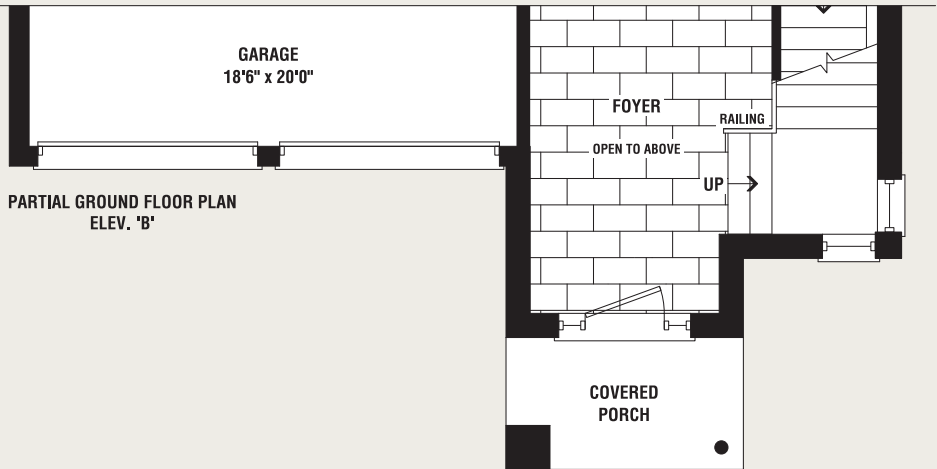 GARAGE
18'6" x 20'0"
FOYER
RAILING
OPEN TO ABOVE
UP
PARTIAL GROUND FLOOR PLAN
ELEV. 'B'
COVERED
PORCH